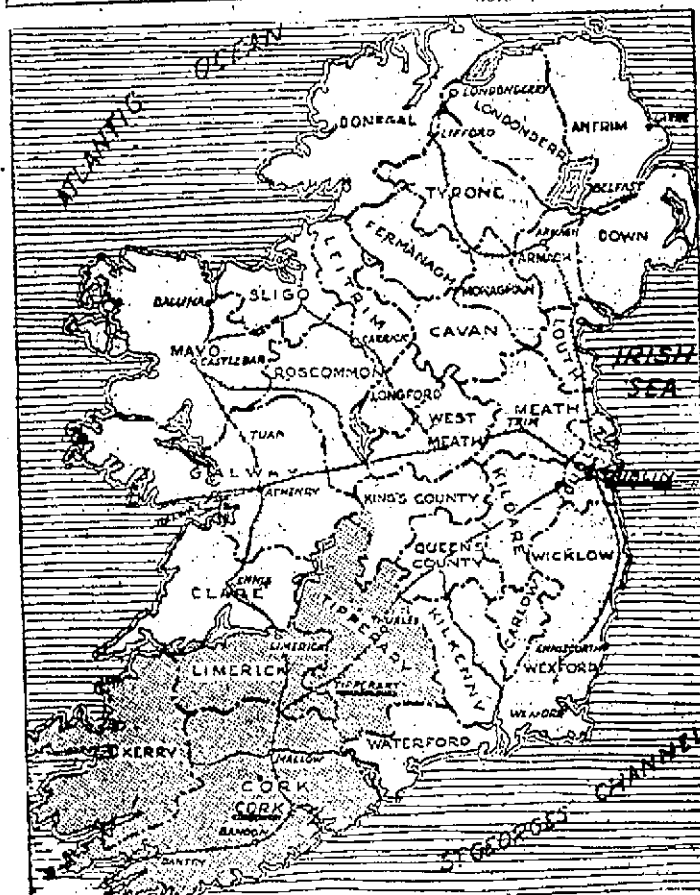 ATLANTIC OCEAN
DONEGAL
LONDONDERRY
LONDONDERRY
LIFFORD
ANTRIM
TYRONE
BELFAST
FERMANAGH
ARMAGH
DOWN
ARMAGH
LEITRIM
MONAGHAN
SLIGO
BALLINA
CAVAN
LOUTH
CARRICK
IRISH
SEA
MAYO
CASTLEBAR
ROSCOMMON
LONGFORD
WEST
MEATH
MEATH
TRIM
TUAM
GALWAY
ATHENRY
KING'S COUNTY
KILDARE
DUBLIN
DUBLIN
QUEEN'S
COUNTY
WICKLOW
CLARE
ENNIS
TIPPERARY
CARLOW
KILKENNY
ENNISCORTHY
WEXFORD
WEXFORD
LIMERICK
LIMERICK
TIPPERARY
WATERFORD
KERRY
MALLOW
CORK
CORK
BANDON
BANTRY
ST GEORGES CHANNEL